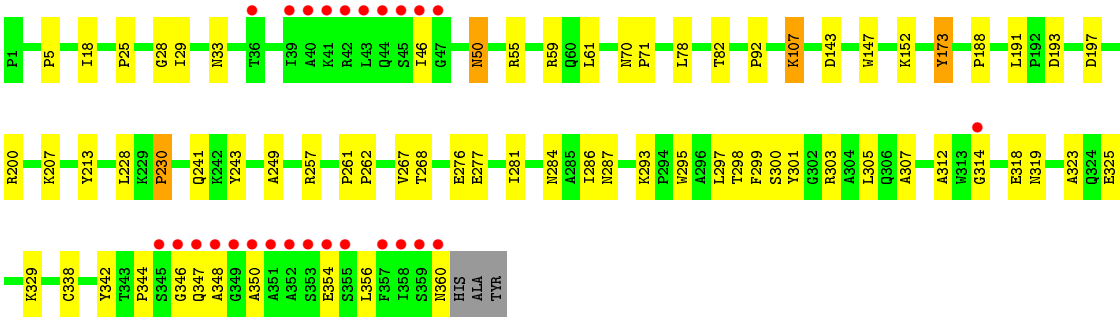 P1 P5 I18 P25 G28 I29 N33 T36 I39 A40 K41 R42 L43 Q44 S45 I46 G47 N50 R55 R59 Q60 L61 N70 P71 L78 T82 P92 K107 D143 W147 K152 Y173 P188 L191 P192 D193 D197
R200 K207 Y213 L228 K229 P230 Q241 K242 Y243 A249 R257 P261 P262 V267 T268 E276 E277 I281 N284 A285 I286 N287 K293 P294 W295 A296 L297 T298 F299 S300 Y301 G302 R303 A304 L305 Q306 A307 A312 W313 G314 E318 N319 A323 Q324 E325
K329 C338 Y342 T343 P344 S345 G346 Q347 A348 G349 A350 A351 A352 S353 E354 S355 L356 F357 I358 S359 N360 HIS ALA TYR